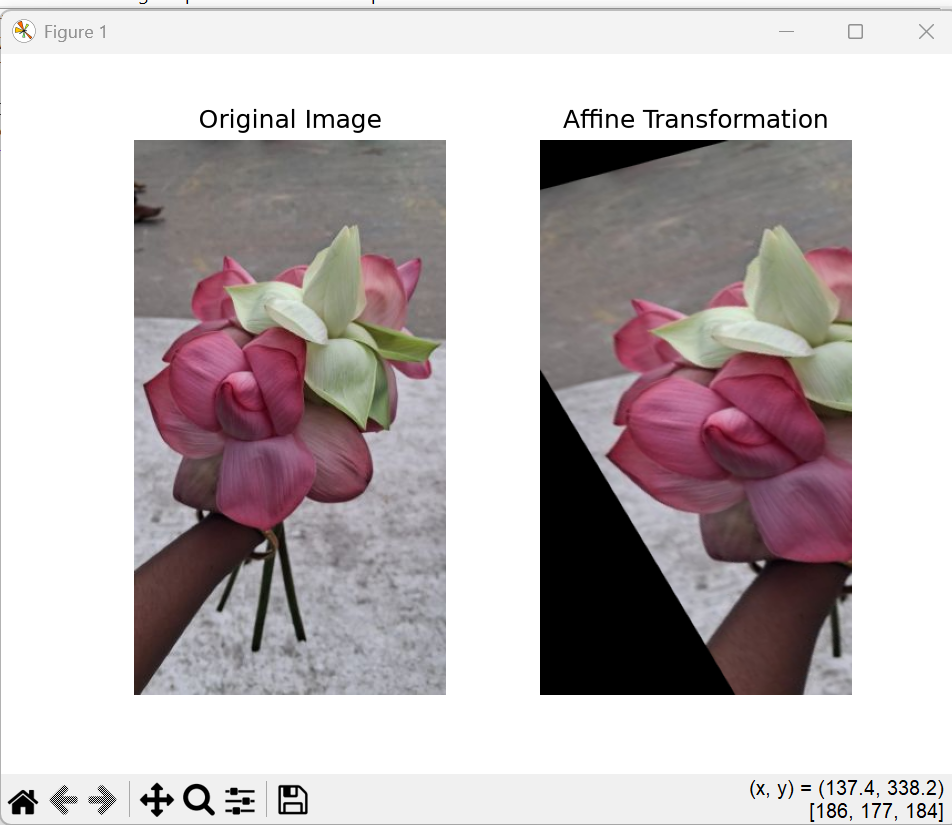 Figure 1
Original Image
Affine Transformation
(x, y) = (137.4, 338.2)
[186, 177, 184]